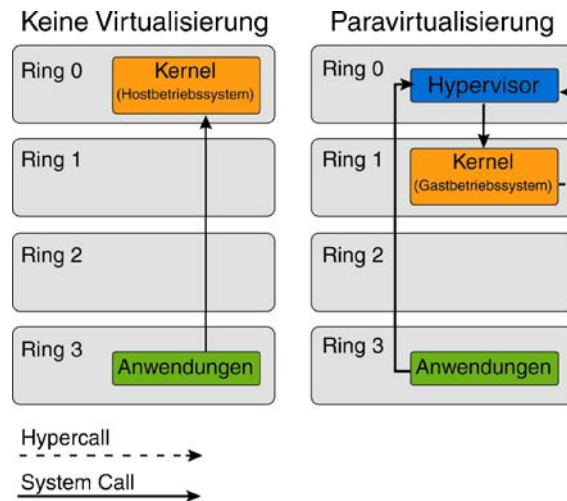 Keine Virtualisierung
Ring 0
Kernel
(Hostbetriebssystem)
Ring 1
Ring 2
Ring 3
Anwendungen
Paravirtualisierung
Ring 0
Hypervisor
Ring 1
Kernel
(Gastbetriebssystem)
Ring 2
Ring 3
Anwendungen
Hypercall
System Call